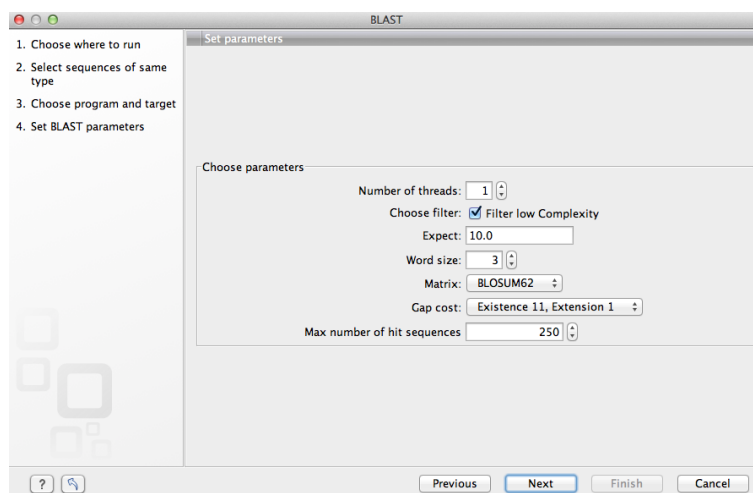 BLAST
1. Choose where to run
2. Select sequences of same
type
3. Choose program and target
4. Set BLAST parameters
Set parameters
Choose parameters
Number of threads: 1
Choose filter: Filter low Complexity
Expect: 10.0
Word size: 3
Matrix: BLOSUM62
Gap cost: Existence 11, Extension 1
Max number of hit sequences 250
? Previous Next Finish Cancel